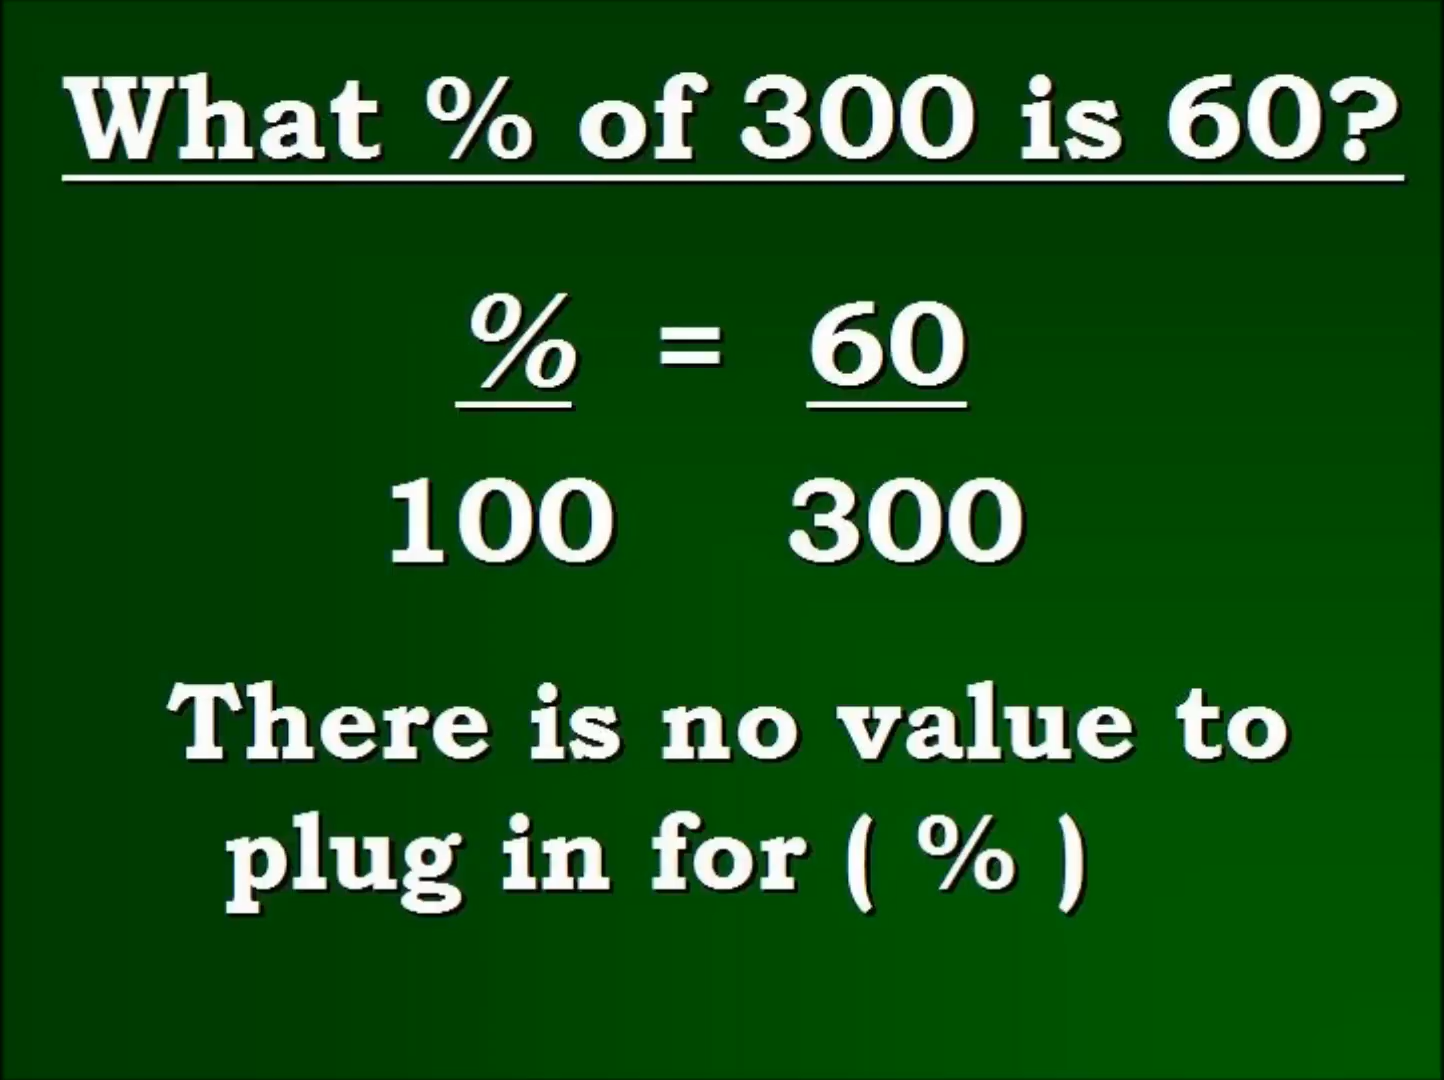 What % of 300 is 60?
% = 60
100 300
There is no value to
plug in for ( % )